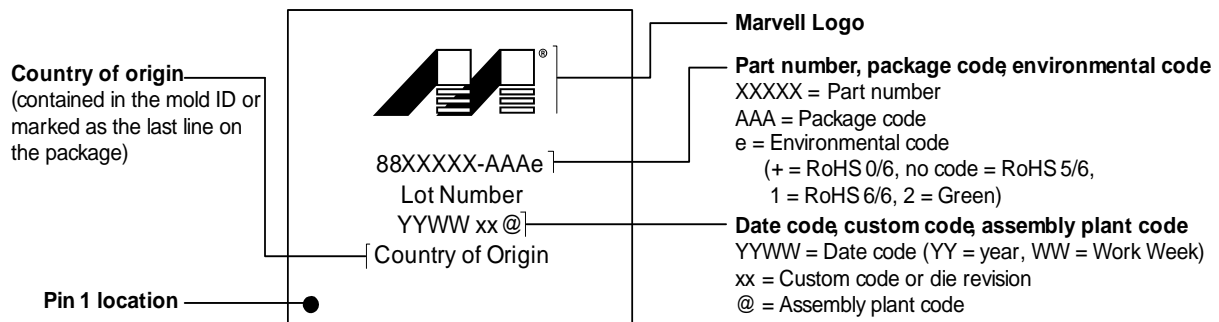 Marvell Logo
Country of origin
(contained in the mold ID or
marked as the last line on
the package)
®
Part number, package code, environmental code
XXXXX = Part number
AAA = Package code
e = Environmental code
(+ = RoHS 0/6, no code = RoHS 5/6,
1 = RoHS 6/6, 2 = Green)
88XXXXX-AAAe
Lot Number
YYWW xx @
Country of Origin
Date code, custom code, assembly plant code
YYWW = Date code (YY = year, WW = Work Week)
xx = Custom code or die revision
@ = Assembly plant code
Pin 1 location